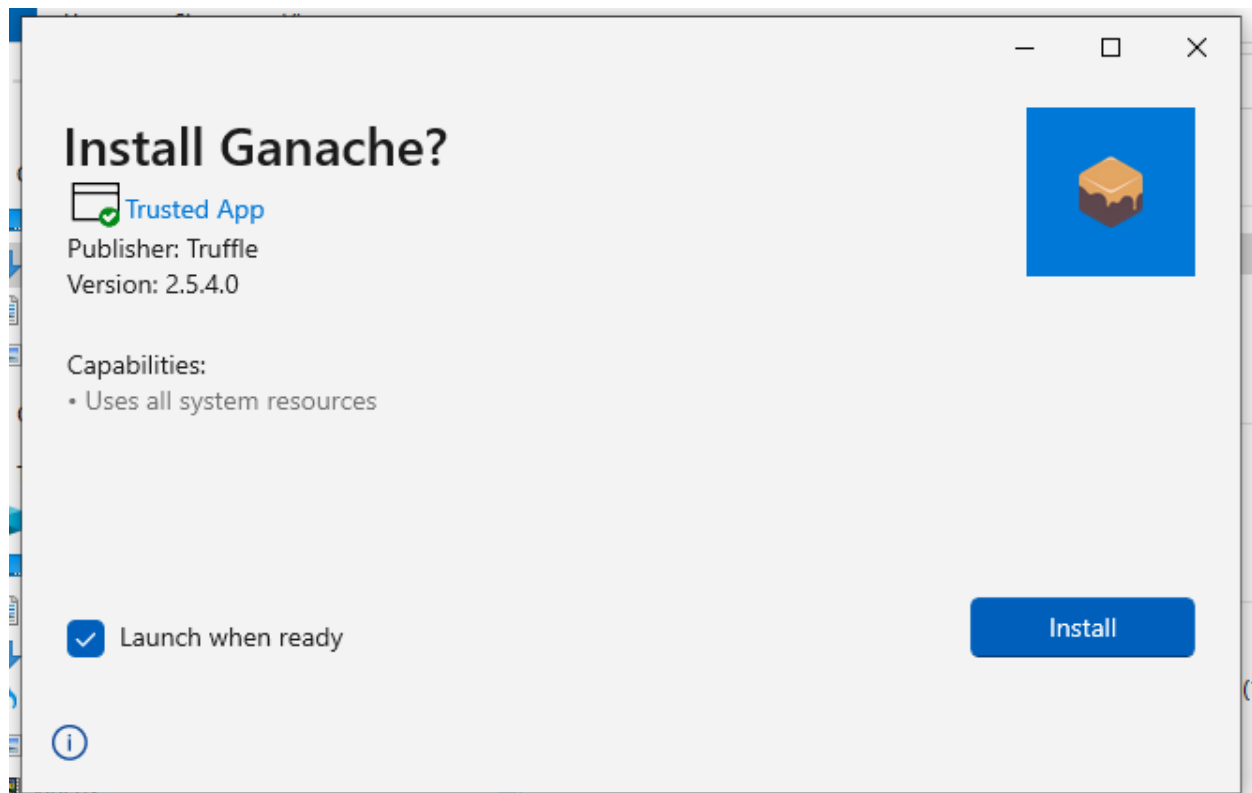 Install Ganache?
Trusted App
Publisher: Truffle
Version: 2.5.4.0
Capabilities:
• Uses all system resources
Launch when ready
Install